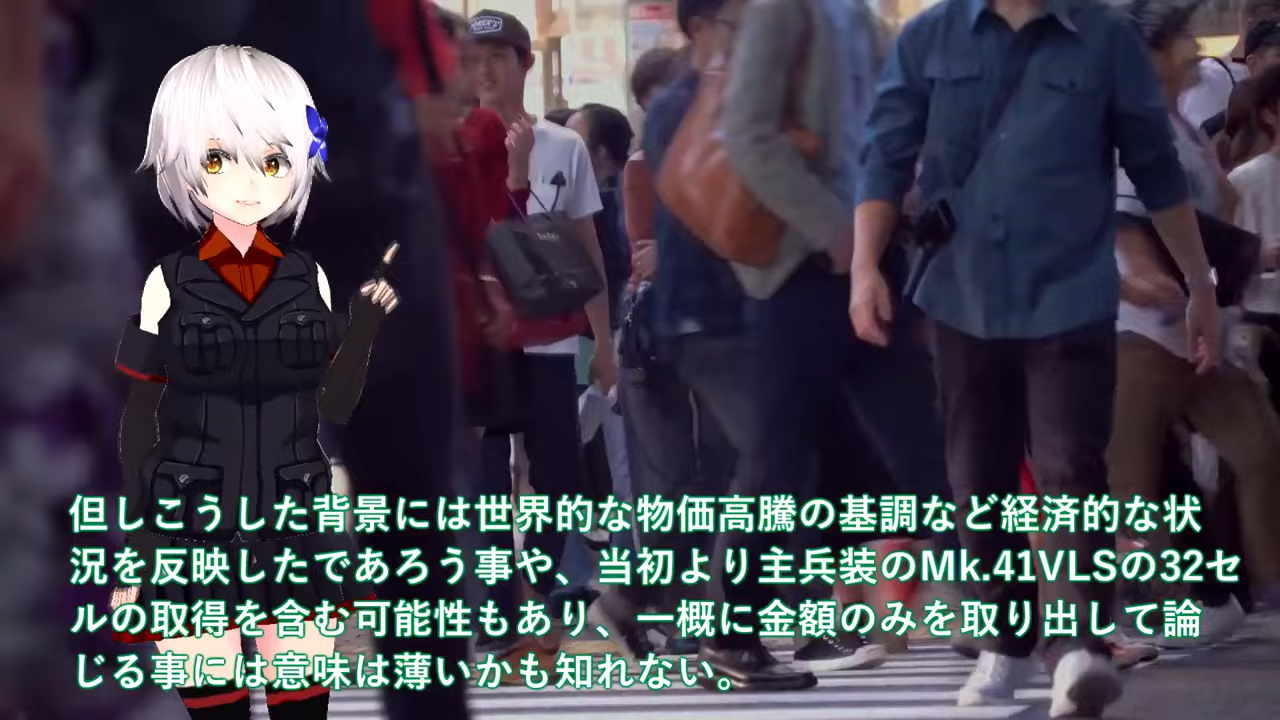 但しこうした背景には世界的な物価高騰の基調など経済的な状
況を反映したであろう事や、当初より主兵装のMk.41VLSの32セ
ルの取得を含む可能性もあり、一概に金額のみを取り出して論
じる事には意味は薄いかも知れない。